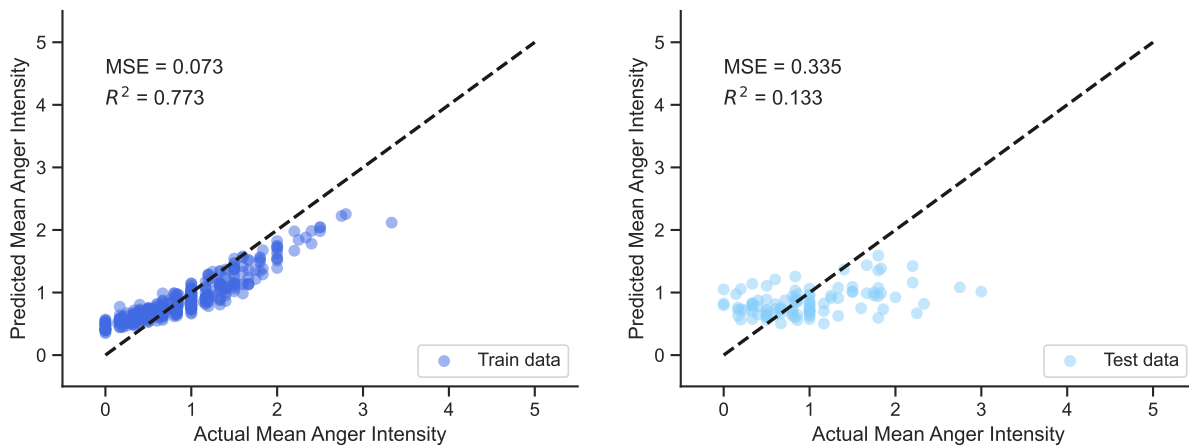 MSE = 0.073
R² = 0.773
Predicted Mean Anger Intensity
5
4
3
2
1
0
0 1 2 3 4 5
Actual Mean Anger Intensity
Train data
MSE = 0.335
R² = 0.133
Predicted Mean Anger Intensity
5
4
3
2
1
0
0 1 2 3 4 5
Actual Mean Anger Intensity
Test data